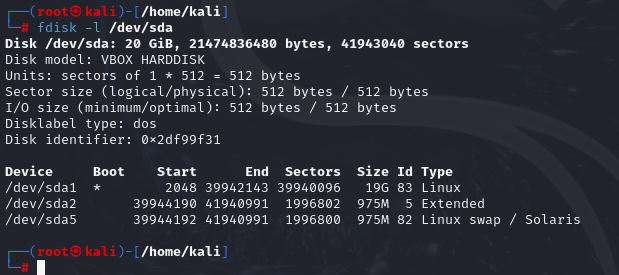 ┌──(root㉿kali)-[/home/kali]
└─# fdisk -l /dev/sda
Disk /dev/sda: 20 GiB, 21474836480 bytes, 41943040 sectors
Disk model: VBOX HARDDISK
Units: sectors of 1 * 512 = 512 bytes
Sector size (logical/physical): 512 bytes / 512 bytes
I/O size (minimum/optimal): 512 bytes / 512 bytes
Disklabel type: dos
Disk identifier: 0×2df99f31

Device     Boot    Start      End  Sectors  Size Id Type
/dev/sda1  *        2048 39942143 39940096   19G 83 Linux
/dev/sda2       39944190 41940991  1996802  975M  5 Extended
/dev/sda5       39944192 41940991  1996800  975M 82 Linux swap / Solaris

┌──(root㉿kali)-[/home/kali]
└─#